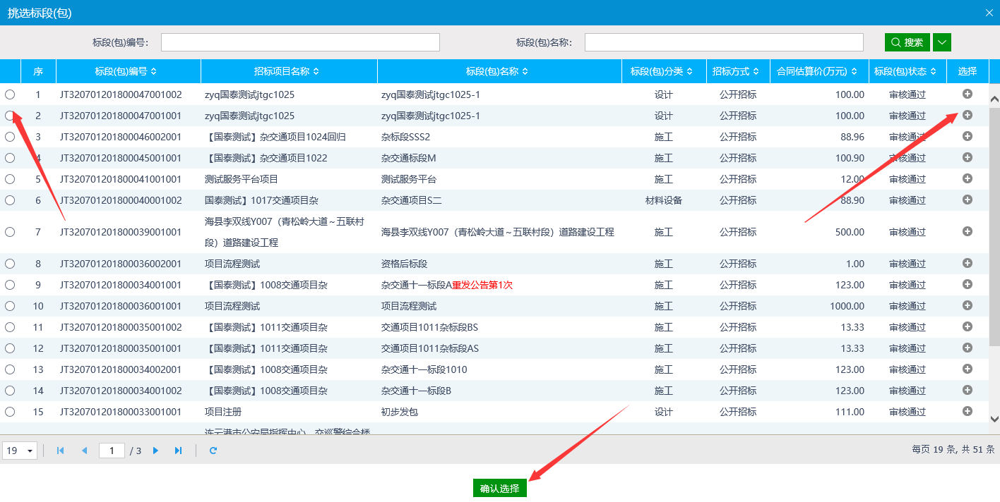 挑选标段(包)
标段(包)编号: 标段(包)名称: 搜索
序 标段(包)编号 招标项目名称 标段(包)名称 标段(包)分类 招标方式 合同估算价(万元) 标段(包)状态 选择
1 JT320701201800047001002 zyq国泰测试jtgc1025 zyq国泰测试jtgc1025-1 设计 公开招标 100.00 审核通过
2 JT320701201800047001001 zyq国泰测试jtgc1025 zyq国泰测试jtgc1025-1 设计 公开招标 100.00 审核通过
3 JT320701201800046002001 【国泰测试】杂交通项目1024回归 杂标段SSS2 施工 公开招标 88.96 审核通过
4 JT320701201800045001001 【国泰测试】杂交通项目1022 杂交通标段M 施工 公开招标 100.90 审核通过
5 JT320701201800041001001 测试服务平台项目 测试服务平台 施工 公开招标 12.00 审核通过
6 JT320701201800040001002 国泰测试】1017交通项目杂 杂交通项目S二 材料设备 公开招标 88.90 审核通过
7 JT320701201800039001001 海县李双线Y007（青松岭大道～五联村 海县李双线Y007（青松岭大道～五联村段）道路建设工程 施工 公开招标 500.00 审核通过
段）道路建设工程
8 JT320701201800036002001 项目流程测试 资格后标段 施工 公开招标 1.00 审核通过
9 JT320701201800034001001 【国泰测试】1008交通项目杂 杂交通十一标段A重发公告第1次 施工 公开招标 123.00 审核通过
10 JT320701201800036001001 项目流程测试 项目流程测试 施工 公开招标 1000.00 审核通过
11 JT320701201800035001002 【国泰测试】1011交通项目杂 交通项目1011杂标段BS 施工 公开招标 13.33 审核通过
12 JT320701201800035001001 【国泰测试】1011交通项目杂 交通项目1011杂标段AS 施工 公开招标 13.33 审核通过
13 JT320701201800034002001 【国泰测试】1008交通项目杂 杂交通十一标段1010 施工 公开招标 123.00 审核通过
14 JT320701201800034001002 【国泰测试】1008交通项目杂 杂交通十一标段B 施工 公开招标 123.00 审核通过
15 JT320701201800033001001 项目注册 初步发包 设计 公开招标 111.00 审核通过
连云港市公安局指挥中心、交巡警综合楼
19 1 / 3 每页 19 条, 共 51 条
确认选择